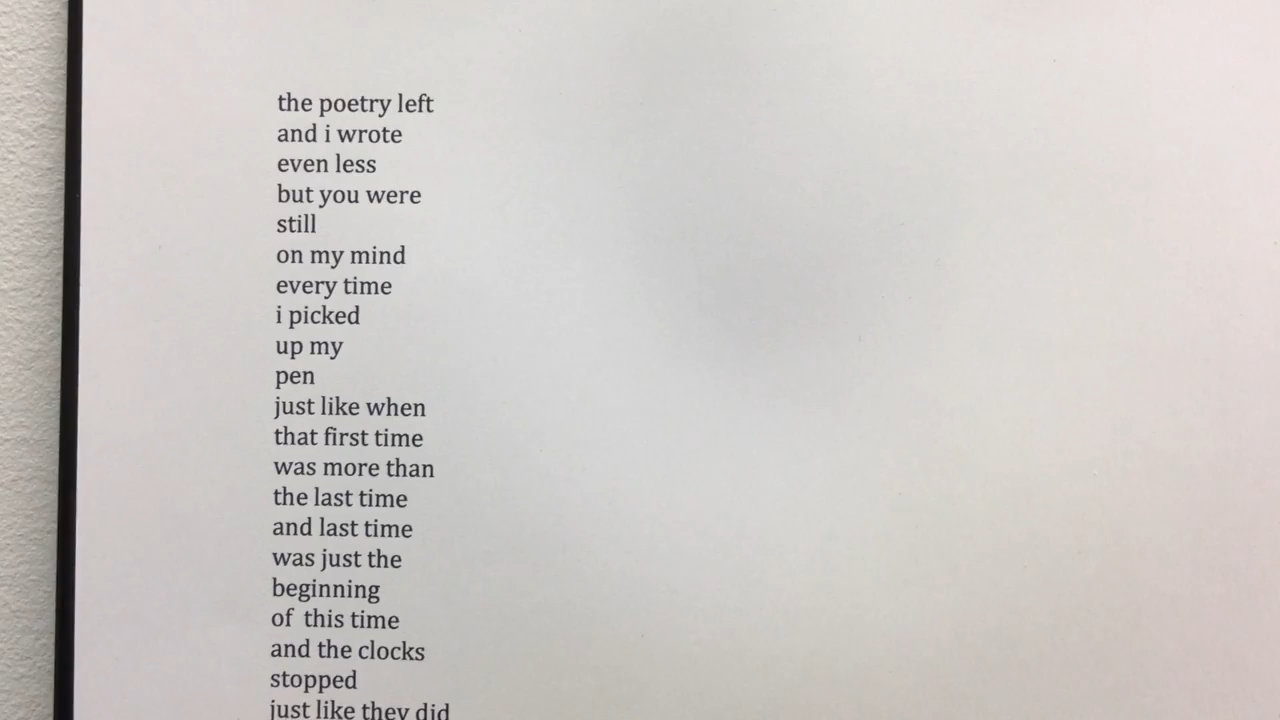 the poetry left
and i wrote
even less
but you were
still
on my mind
every time
i picked
up my
pen
just like when
that first time
was more than
the last time
and last time
was just the
beginning
of  this time
and the clocks
stopped
just like they did